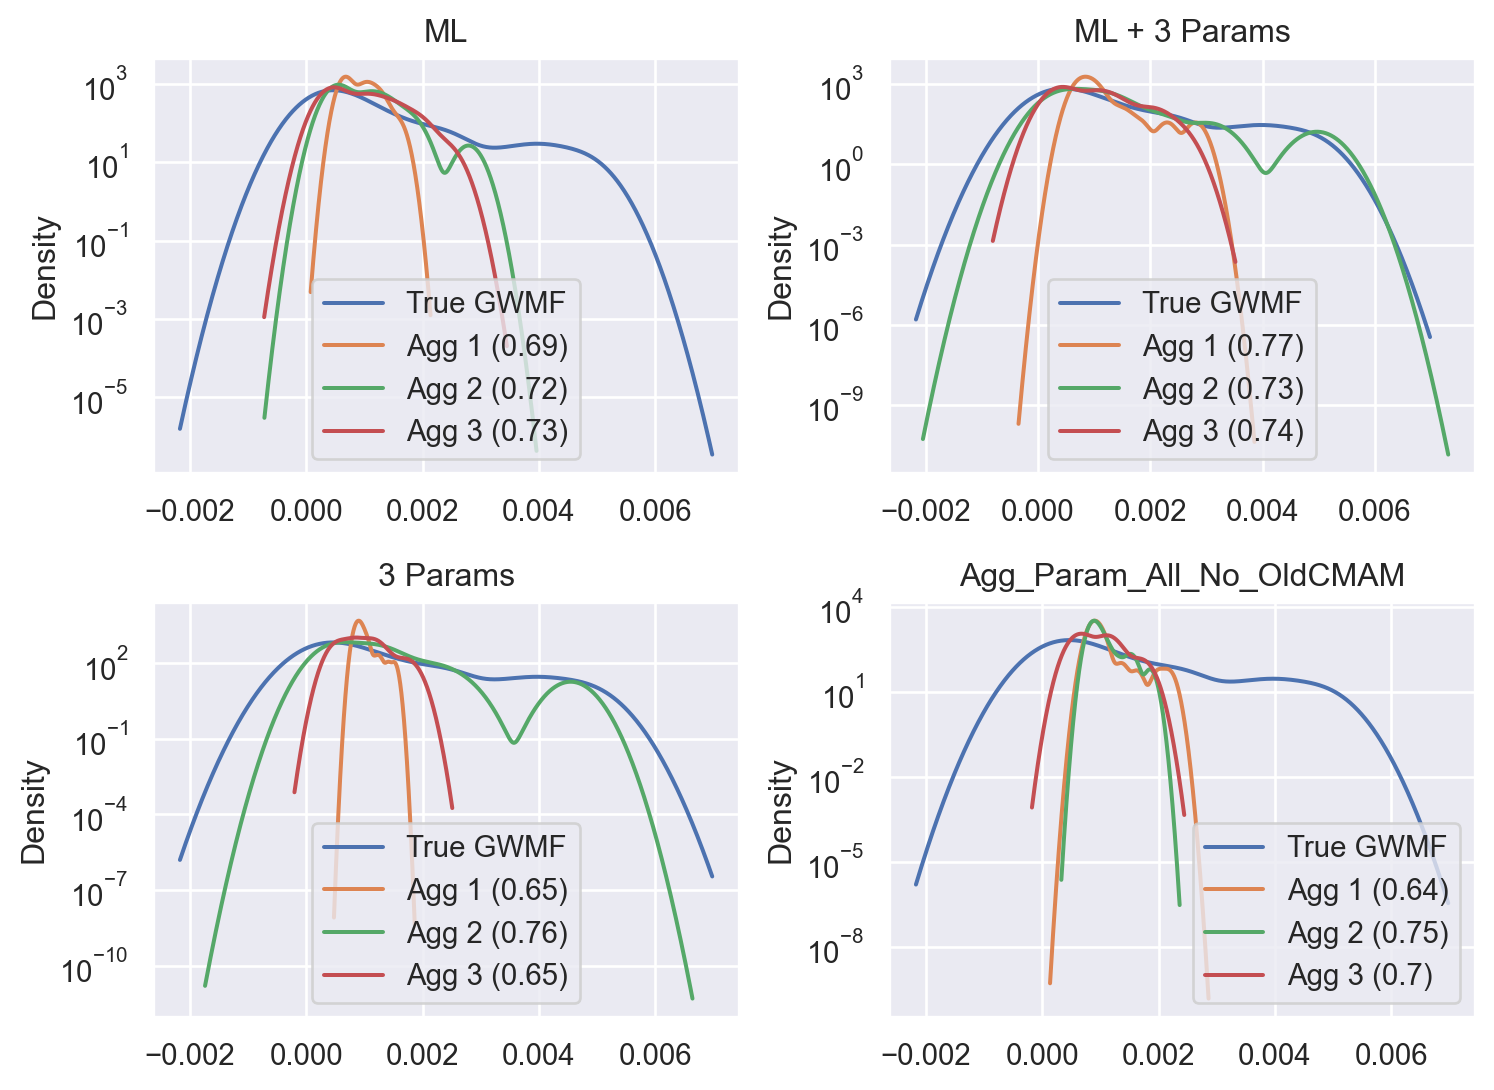 ML
Density
10^3
10^1
10^−1
10^−3
10^−5
True GWMF
Agg 1 (0.69)
Agg 2 (0.72)
Agg 3 (0.73)
−0.002 0.000 0.002 0.004 0.006
ML + 3 Params
Density
10^3
10^0
10^−3
10^−6
10^−9
True GWMF
Agg 1 (0.77)
Agg 2 (0.73)
Agg 3 (0.74)
−0.002 0.000 0.002 0.004 0.006
3 Params
Density
10^2
10^−1
10^−4
10^−7
10^−10
True GWMF
Agg 1 (0.65)
Agg 2 (0.76)
Agg 3 (0.65)
−0.002 0.000 0.002 0.004 0.006
Agg_Param_All_No_OldCMAM
Density
10^4
10^1
10^−2
10^−5
10^−8
True GWMF
Agg 1 (0.64)
Agg 2 (0.75)
Agg 3 (0.7)
−0.002 0.000 0.002 0.004 0.006